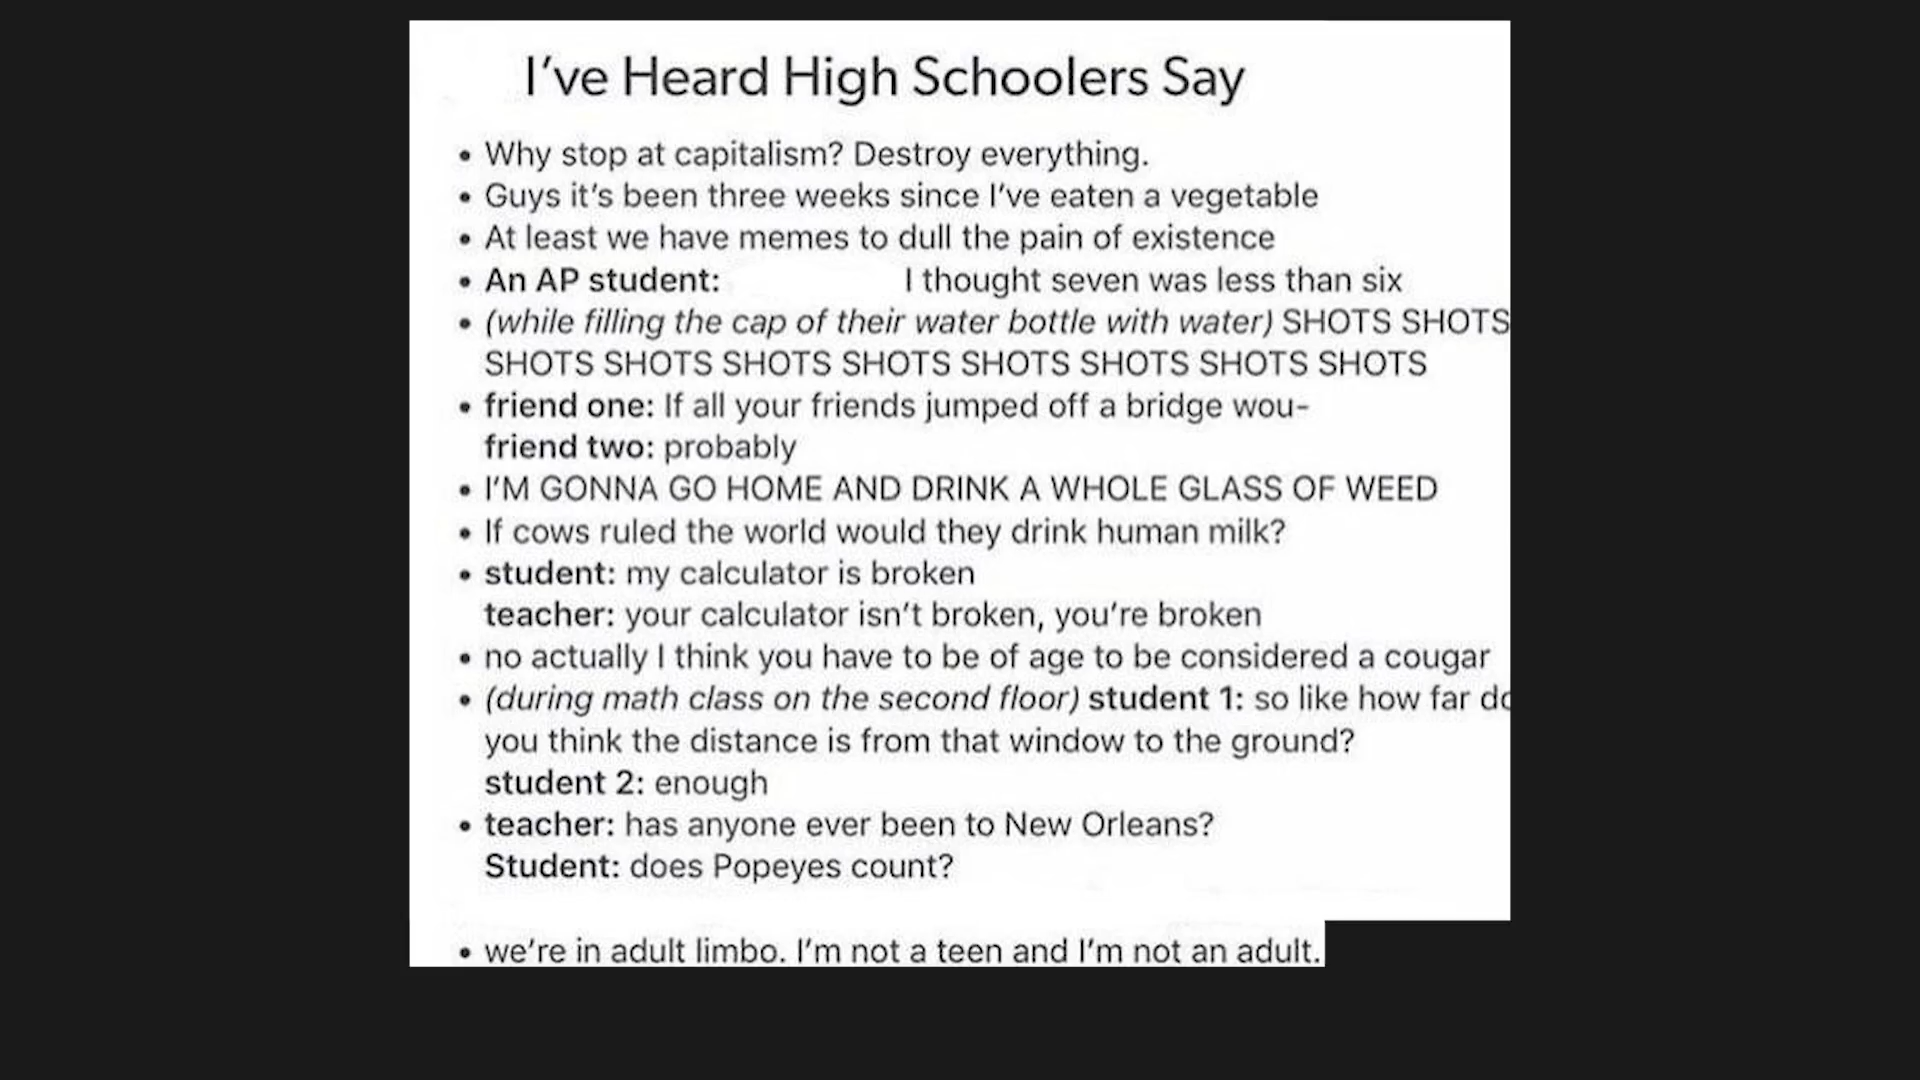 I’ve Heard High Schoolers Say
• Why stop at capitalism? Destroy everything.
• Guys it’s been three weeks since I’ve eaten a vegetable
• At least we have memes to dull the pain of existence
• An AP student: I thought seven was less than six
• (while filling the cap of their water bottle with water) SHOTS SHOTS
SHOTS SHOTS SHOTS SHOTS SHOTS SHOTS SHOTS SHOTS
• friend one: If all your friends jumped off a bridge wou-
friend two: probably
• I’M GONNA GO HOME AND DRINK A WHOLE GLASS OF WEED
• If cows ruled the world would they drink human milk?
• student: my calculator is broken
teacher: your calculator isn’t broken, you’re broken
• no actually I think you have to be of age to be considered a cougar
• (during math class on the second floor) student 1: so like how far do
you think the distance is from that window to the ground?
student 2: enough
• teacher: has anyone ever been to New Orleans?
Student: does Popeyes count?
• we’re in adult limbo. I’m not a teen and I’m not an adult.